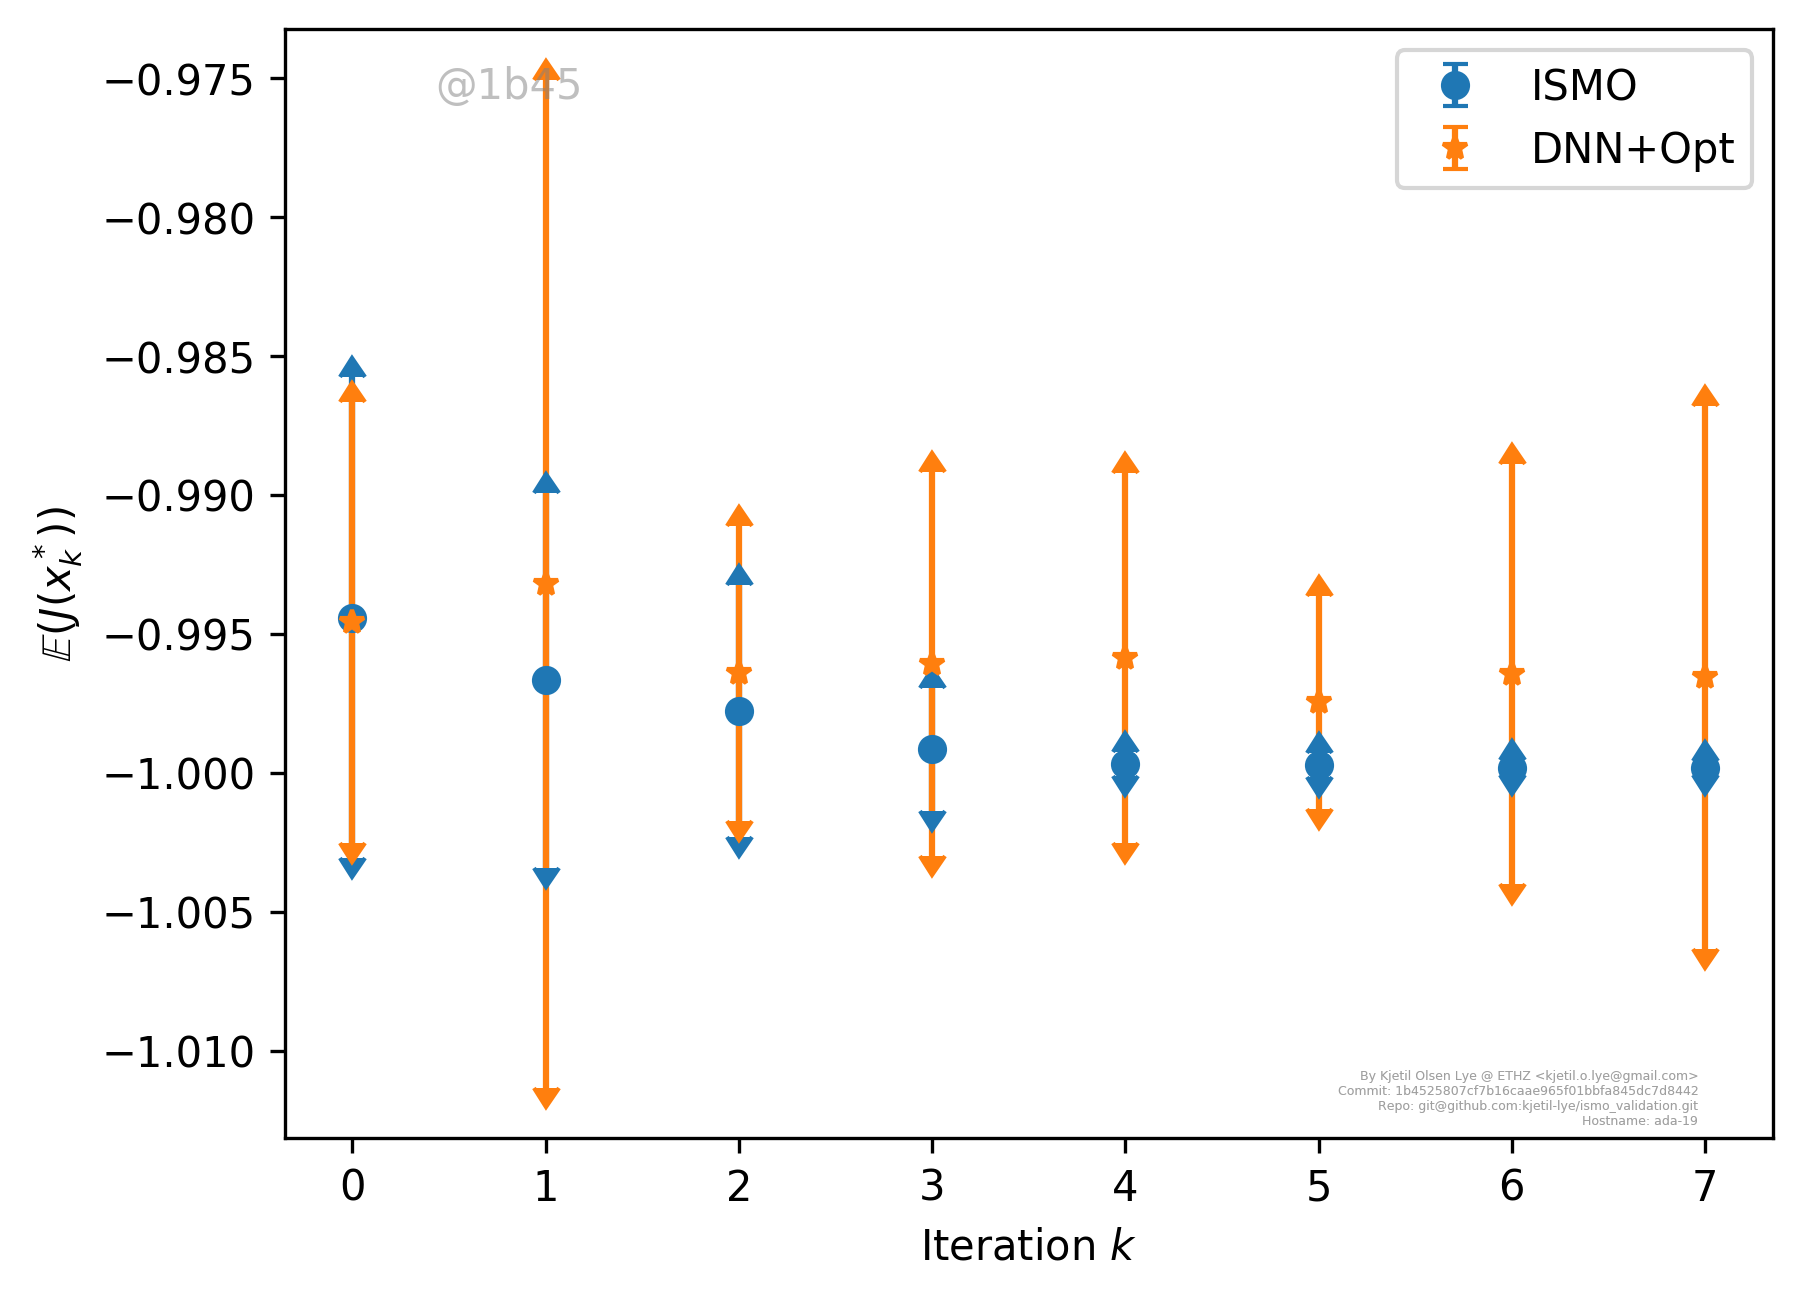 @1b45
ISMO
DNN+Opt
−0.975
−0.980
−0.985
−0.990
−0.995
−1.000
−1.005
−1.010
𝔼(J(x*k))
By Kjetil Olsen Lye @ ETHZ <kjetil.o.lye@gmail.com>
Commit: 1b4525807cf7b16caae965f01bbfa845dc7d8442
Repo: git@github.com:kjetil-lye/ismo_validation.git
Hostname: ada-19
0 1 2 3 4 5 6 7
Iteration k